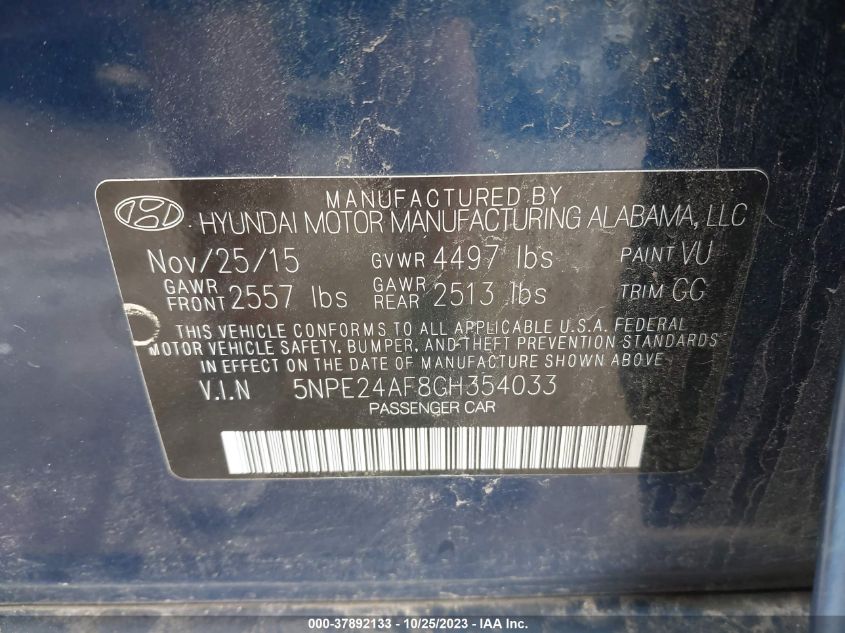 MANUFACTURED BY
HYUNDAI MOTOR MANUFACTURING ALABAMA, LLC
Nov/25/15 GVWR 4497 lbs PAINT VU
GAWR FRONT 2557 lbs GAWR REAR 2513 lbs TRIM GG
THIS VEHICLE CONFORMS TO ALL APPLICABLE U.S.A. FEDERAL
MOTOR VEHICLE SAFETY, BUMPER, AND THEFT PREVENTION STANDARDS
IN EFFECT ON THE DATE OF MANUFACTURE SHOWN ABOVE.
V.I.N 5NPE24AF8GH354033
PASSENGER CAR
000-37892133 - 10/25/2023 - IAA Inc.